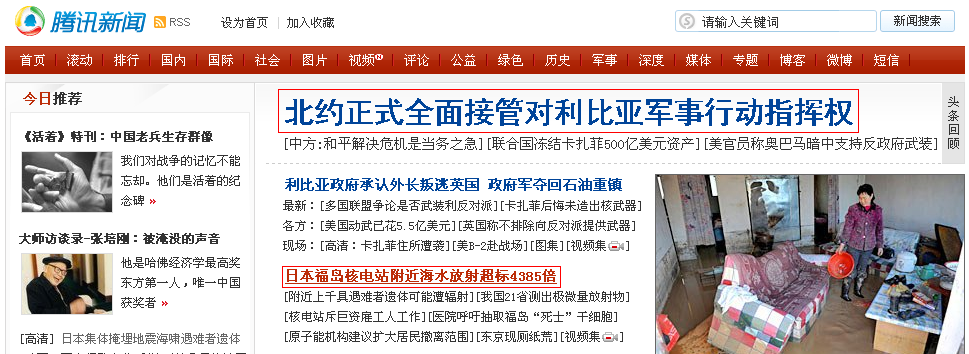 腾讯新闻 RSS 设为首页 | 加入收藏 请输入关键词 新闻搜索
首页 滚动 排行 国内 国际 社会 图片 视频 评论 公益 绿色 历史 军事 深度 媒体 专题 博客 微博 短信
今日推荐
《活着》特刊：中国老兵生存群像
我们对战争的记忆不能
忘却。他们是活着的纪
念碑 »
大师访谈录-张培刚：被淹没的声音
他是哈佛经济学最高奖
东方第一人，唯一中国
获奖者 »
[高清] 日本集体掩埋地震海啸遇难者遗体
北约正式全面接管对利比亚军事行动指挥权
[中方:和平解决危机是当务之急][联合国冻结卡扎菲500亿美元资产][美官员称奥巴马暗中支持反政府武装]
头条回顾
利比亚政府承认外长叛逃英国 政府军夺回石油重镇
最新：[多国联盟争论是否武装利反对派][卡扎菲后悔未造出核武器]
各方：[美国动武已花5.5亿美元][英国称不排除向反对派提供武器]
现场：[高清：卡扎菲住所遭袭][美B-2赴战场][图集][视频集]
日本福岛核电站附近海水放射超标4385倍
[附近上千具遇难者遗体可能遭辐射][我国21省测出极微量放射物]
[核电站斥巨资雇工人工作][医院呼吁抽取福岛“死士”干细胞]
[原子能机构建议扩大居民撤离范围][东京现厕纸荒][视频集]